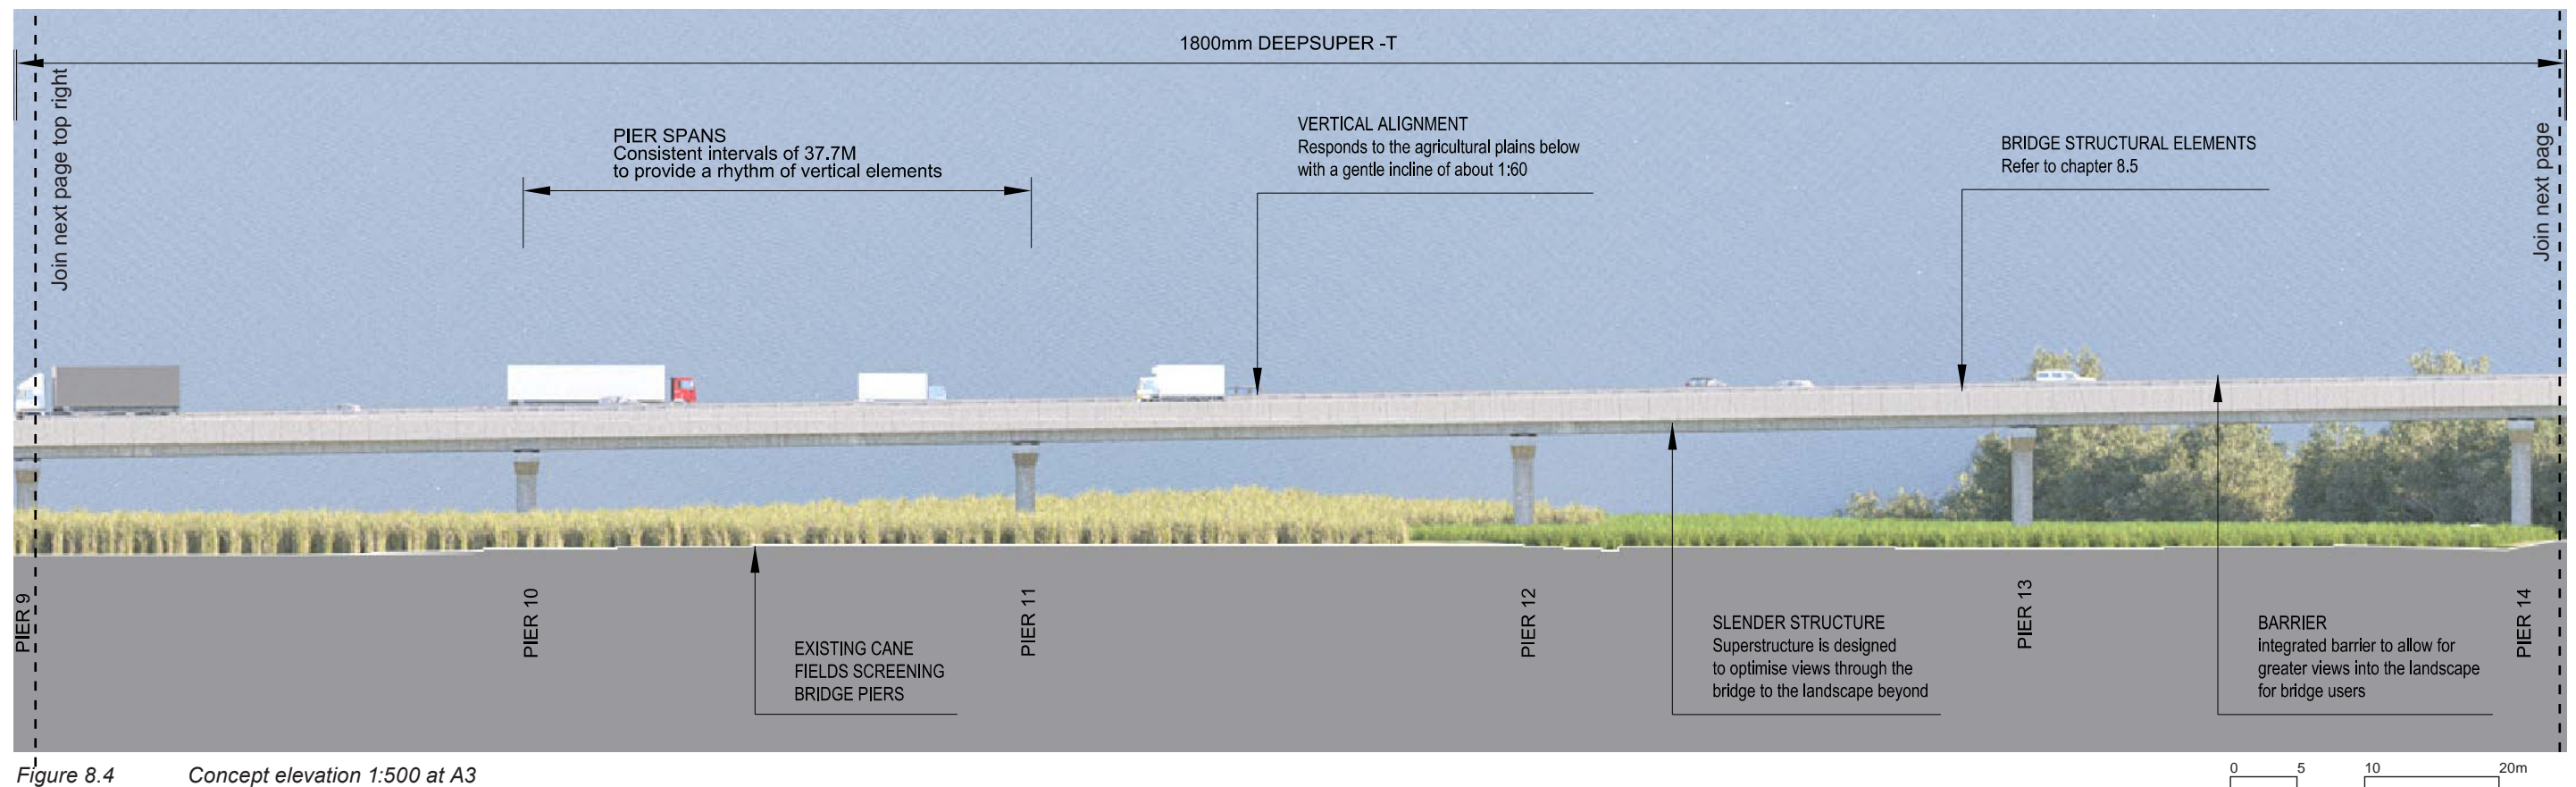 1800mm DEEPSUPER -T
Join next page top right
PIER SPANS
Consistent intervals of 37.7M
to provide a rhythm of vertical elements
VERTICAL ALIGNMENT
Responds to the agricultural plains below
with a gentle incline of about 1:60
BRIDGE STRUCTURAL ELEMENTS
Refer to chapter 8.5
Join next page
PIER 9
PIER 10
PIER 11
PIER 12
PIER 13
PIER 14
EXISTING CANE
FIELDS SCREENING
BRIDGE PIERS
SLENDER STRUCTURE
Superstructure is designed
to optimise views through the
bridge to the landscape beyond
BARRIER
integrated barrier to allow for
greater views into the landscape
for bridge users
Figure 8.4 Concept elevation 1:500 at A3
0 5 10 20m